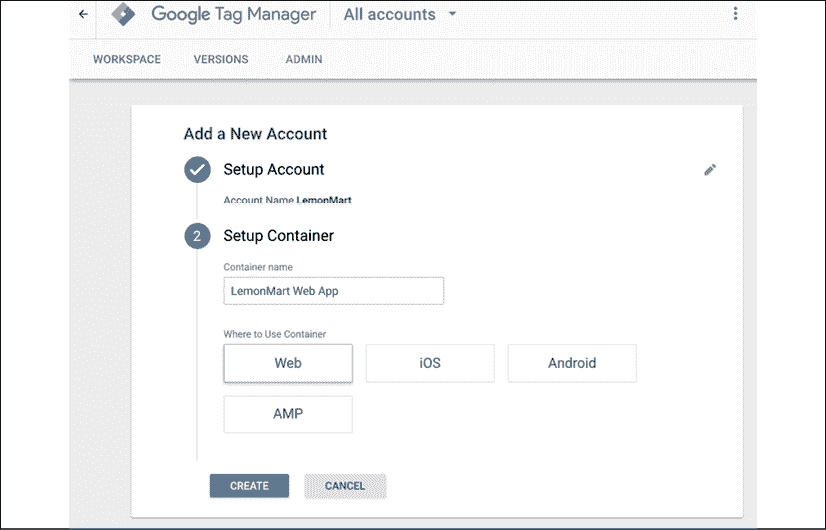 Google Tag Manager All accounts
WORKSPACE VERSIONS ADMIN
Add a New Account
Setup Account
Account Name LemonMart
2 Setup Container
Container name
LemonMart Web App
Where to Use Container
Web iOS Android
AMP
CREATE CANCEL